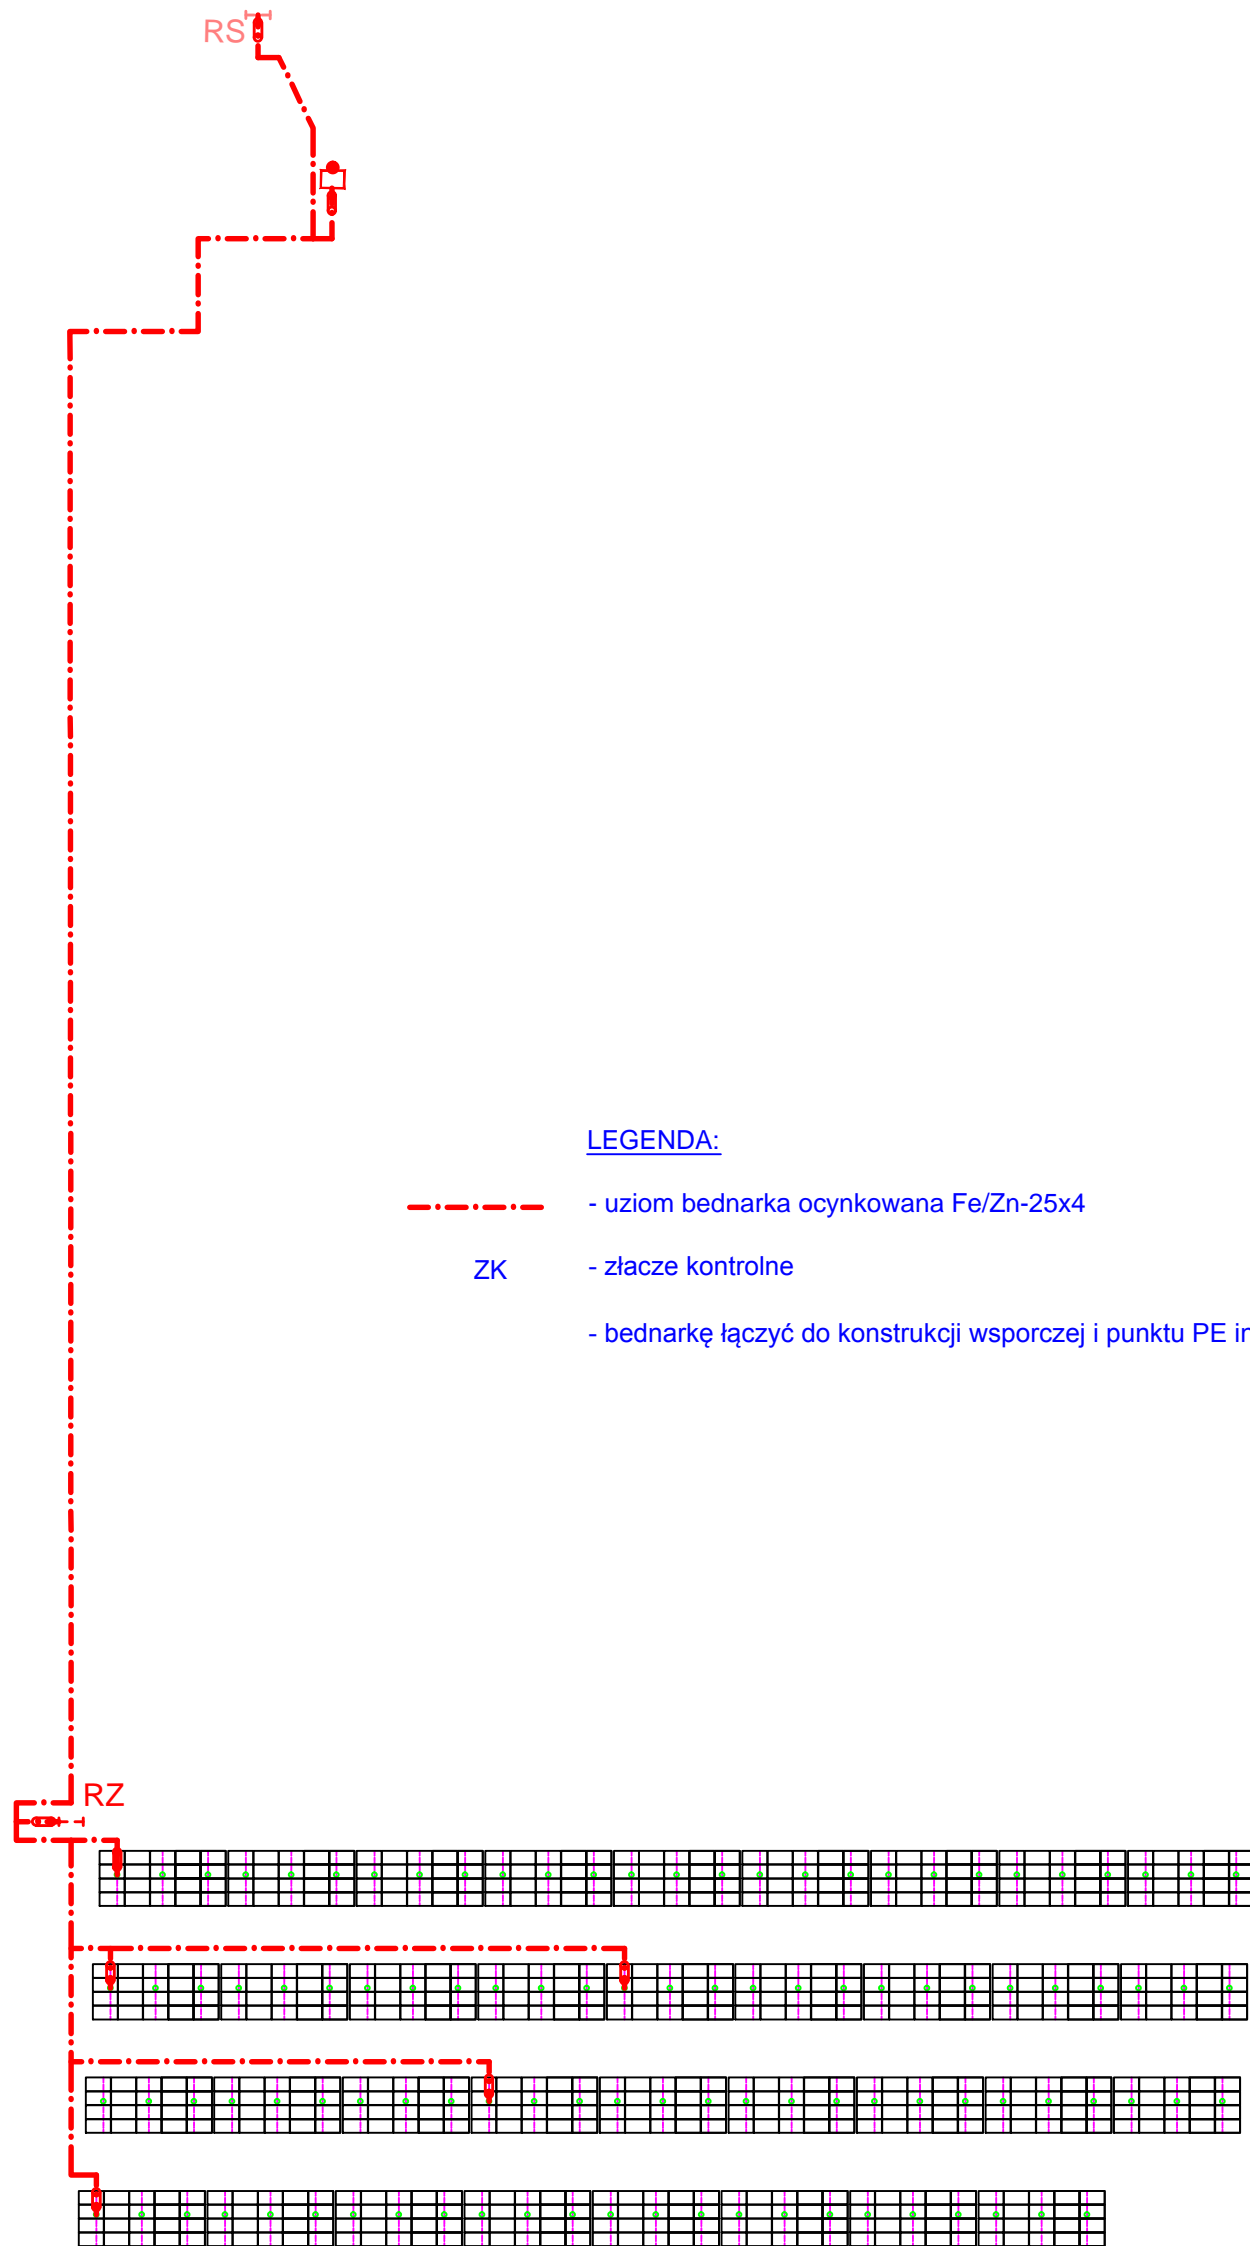 RS
LEGENDA:
- uziom bednarka ocynkowana Fe/Zn-25x4
ZK - złacze kontrolne
- bednarkę łączyć do konstrukcji wsporczej i punktu PE
RZ